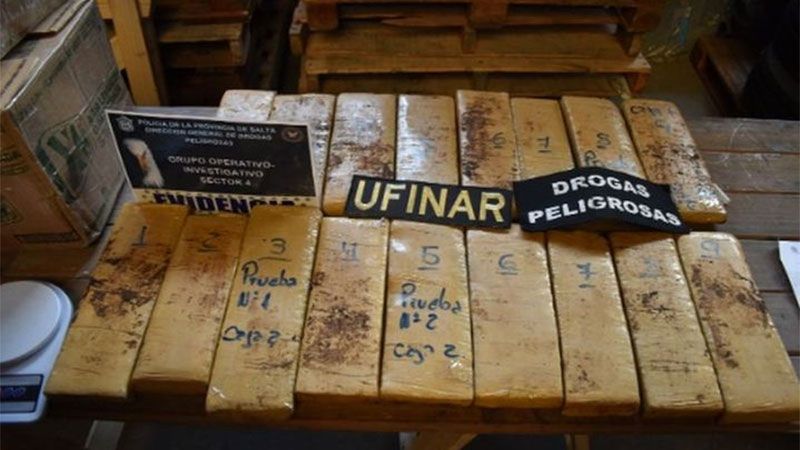 POLICIA DE LA PROVINCIA DE SALTA
DIRECCION GENERAL DE DROGAS
PELIGROSAS
GRUPO OPERATIVO-
INVESTIGATIVO
SECTOR 4
EVIDENCIA
UFINAR
DROGAS
PELIGROSAS
6 7 8
1 2 3 4 5 6 7 8 9
Prueba
Nº1
Caja 2
Prueba
Nº 2
Caja 2